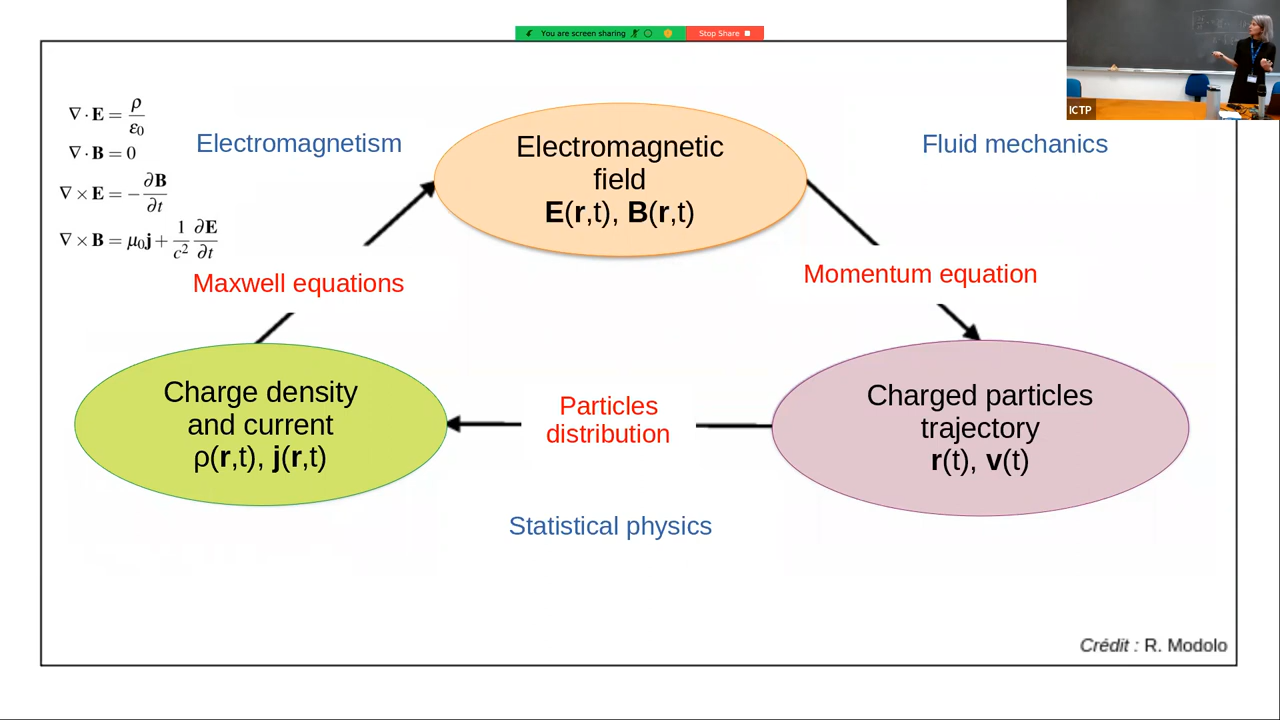 You are screen sharing
Stop Share
ICTP
∇ · E = ρ/ε₀
∇ · B = 0
∇ × E = −∂B/∂t
∇ × B = μ₀j + 1/c² ∂E/∂t
Electromagnetism
Electromagnetic
field
E(r,t), B(r,t)
Fluid mechanics
Maxwell equations
Momentum equation
Charge density
and current
ρ(r,t), j(r,t)
Particles
distribution
Charged particles
trajectory
r(t), v(t)
Statistical physics
Crédit : R. Modolo